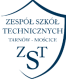 ZESPÓŁ SZKÓŁ
TECHNICZNYCH
TARNÓW - MOŚCICE
ZST